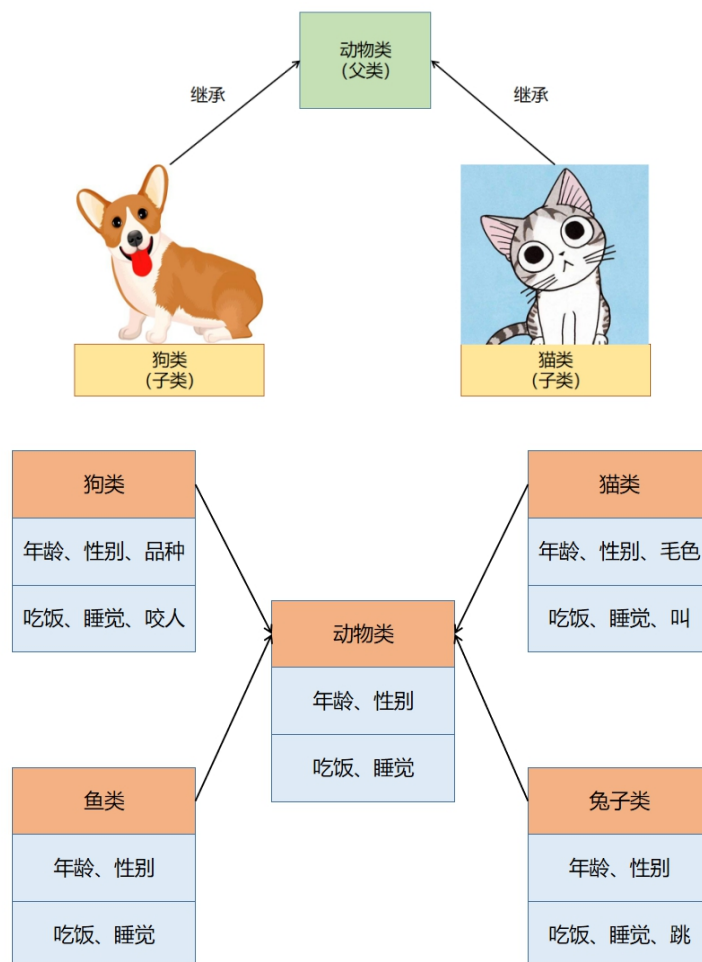 动物类
(父类)
继承
继承
狗类
(子类)
猫类
(子类)
狗类
年龄、性别、品种
吃饭、睡觉、咬人
猫类
年龄、性别、毛色
吃饭、睡觉、叫
动物类
年龄、性别
吃饭、睡觉
鱼类
年龄、性别
吃饭、睡觉
兔子类
年龄、性别
吃饭、睡觉、跳